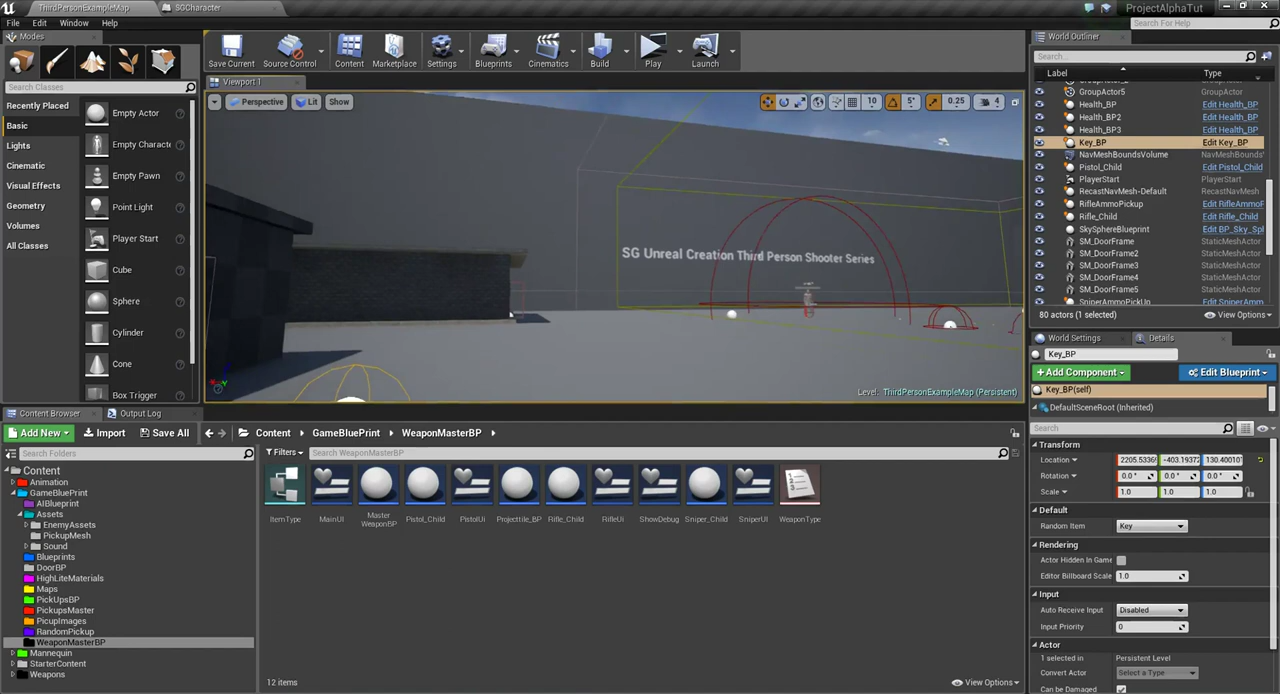 ThirdPersonExampleMap
SGCharacter
ProjectAlphaTut
File Edit Window Help
Search For Help
Modes
Search Classes
Recently Placed
Basic
Lights
Cinematic
Visual Effects
Geometry
Volumes
All Classes
Empty Actor
Empty Charact
Empty Pawn
Point Light
Player Start
Cube
Sphere
Cylinder
Cone
Box Trigger
Save Current
Source Control
Content
Marketplace
Settings
Blueprints
Cinematics
Build
Play
Launch
Viewport 1
Perspective
Lit
Show
10
5°
0.25
4
SG Unreal Creation Third Person Shooter Series
Level: ThirdPersonExampleMap (Persistent)
World Outliner
Search...
Label Type
GroupActor5 GroupActor
Health_BP Edit Health_BP
Health_BP2 Edit Health_BP
Health_BP3 Edit Health_BP
Key_BP Edit Key_BP
NavMeshBoundsVolume NavMeshBoundsV
Pistol_Child Edit Pistol_Child
PlayerStart PlayerStart
RecastNavMesh-Default RecastNavMesh
RifleAmmoPickup Edit RifleAmmoP
Rifle_Child Edit Rifle_Child
SkySphereBlueprint Edit BP_Sky_Spl
SM_DoorFrame StaticMeshActor
SM_DoorFrame2 StaticMeshActor
SM_DoorFrame3 StaticMeshActor
SM_DoorFrame4 StaticMeshActor
SM_DoorFrame5 StaticMeshActor
SniperAmmoPickUp Edit SniperAmm
80 actors (1 selected)
View Options
World Settings
Details
Key_BP
Add Component
Edit Blueprint
Key_BP(self)
DefaultSceneRoot (Inherited)
Search
Transform
Location 2205.5336 -403.1937 130.40010
Rotation 0.0° 0.0° 0.0°
Scale 1.0 1.0 1.0
Default
Random Item Key
Rendering
Actor Hidden In Game
Editor Billboard Scale 1.0
Input
Auto Receive Input Disabled
Input Priority 0
Actor
1 selected in Persistent Level
Convert Actor Select a Type
Can be Damaged
Content Browser
Output Log
Add New Import Save All
Content GameBluePrint WeaponMasterBP
Search Folders
Filters
Search WeaponMasterBP
Content
Animation
GameBluePrint
AIBlueprint
Assets
EnemyAssets
PickupMesh
Sound
Blueprints
DoorBP
HighLiteMaterials
Maps
PickUpsBP
PickupsMaster
PicupImages
RandomPickup
WeaponMasterBP
Mannequin
StarterContent
Weapons
ItemType
MainUI
Master
WeaponBP
Pistol_Child
PistolUi
Projecttile_BP
Rifle_Child
RifleUi
ShowDebug
Sniper_Child
SniperUI
WeaponType
12 items
View Options